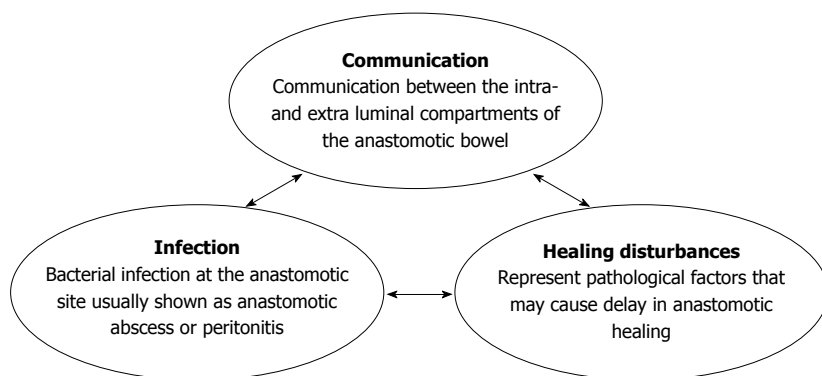 Communication
Communication between the intra-
and extra luminal compartments of
the anastomotic bowel
Infection
Bacterial infection at the anastomotic
site usually shown as anastomotic
abscess or peritonitis
Healing disturbances
Represent pathological factors that
may cause delay in anastomotic
healing